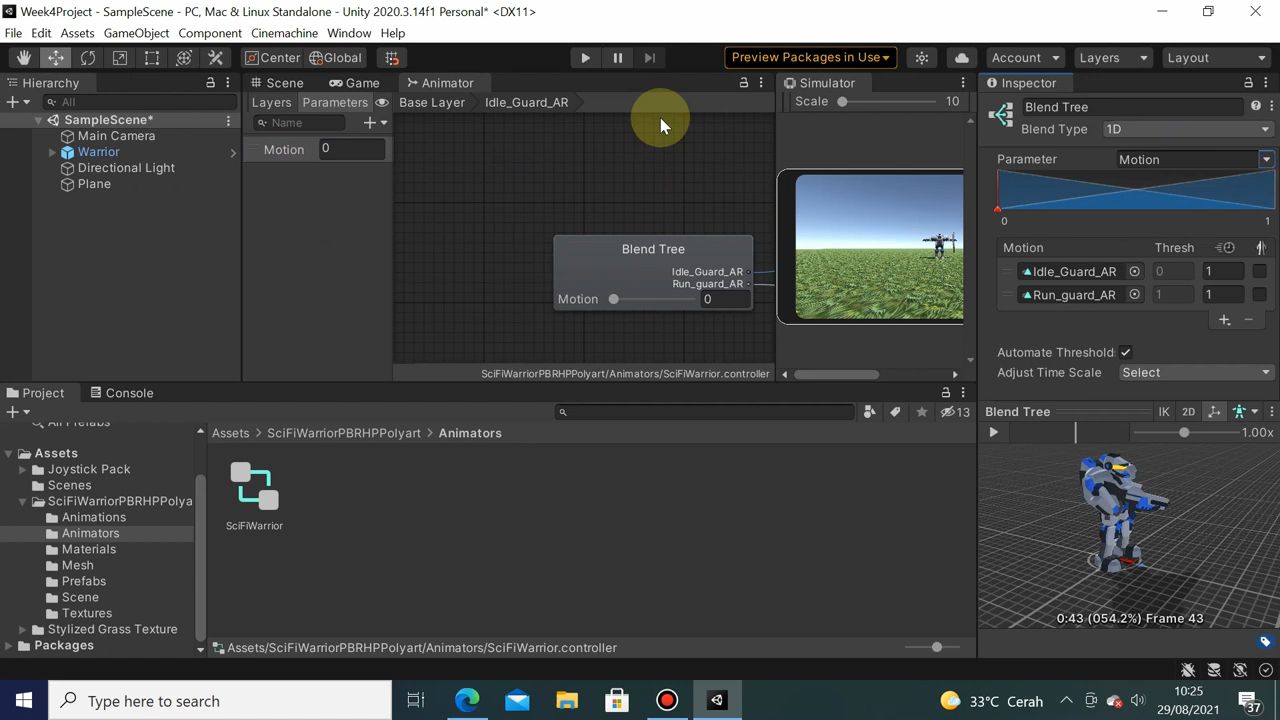 Week4Project - SampleScene - PC, Mac & Linux Standalone - Unity 2020.3.14f1 Personal* <DX11>
File Edit Assets GameObject Component Cinemachine Window Help
Center Global Preview Packages in Use Account Layers Layout
Hierarchy
All
SampleScene*
Main Camera
Warrior
Directional Light
Plane
Scene Game Animator
Layers Parameters Base Layer Idle_Guard_AR
Name
Motion 0
Blend Tree
Idle_Guard_AR
Run_guard_AR
Motion 0
SciFiWarriorPBRHPPolyart/Animators/SciFiWarrior.controller
Simulator
Scale 10
Inspector
Blend Tree
Blend Type 1D
Parameter Motion
0 1
Motion Thresh
Idle_Guard_AR 0 1
Run_guard_AR 1 1
Automate Threshold
Adjust Time Scale Select
Blend Tree IK 2D
1.00x
0:43 (054.2%) Frame 43
Project Console
13
All Prefabs
Assets
Joystick Pack
Scenes
SciFiWarriorPBRHPPolya
Animations
Animators
Materials
Mesh
Prefabs
Scene
Textures
Stylized Grass Texture
Packages
Assets > SciFiWarriorPBRHPPolyart > Animators
SciFiWarrior
Assets/SciFiWarriorPBRHPPolyart/Animators/SciFiWarrior.controller
Type here to search
33°C Cerah
10:25
29/08/2021
37